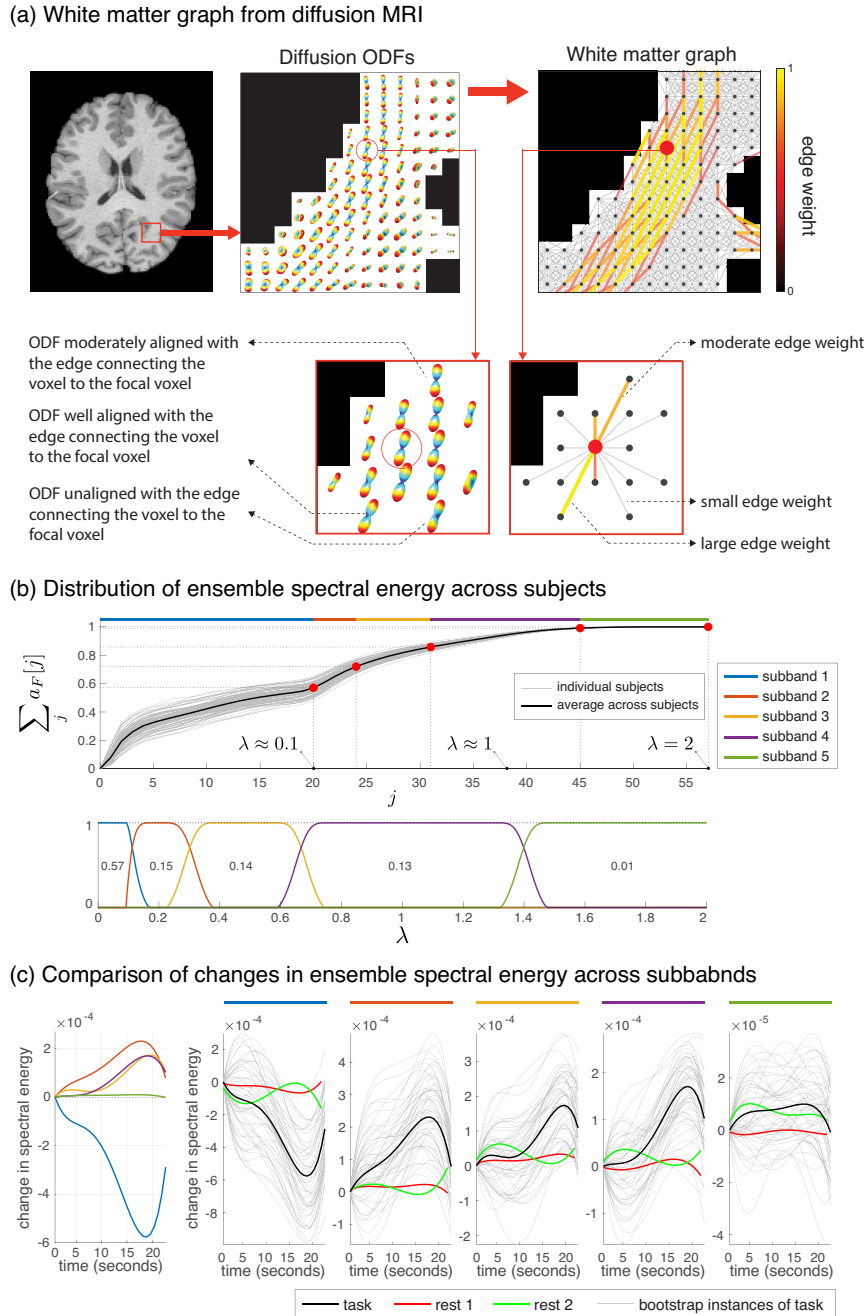 (a) White matter graph from diffusion MRI
Diffusion ODFs
White matter graph
1
edge weight
0
ODF moderately aligned with
the edge connecting the
voxel to the focal voxel
ODF well aligned with the
edge connecting the voxel
to the focal voxel
ODF unaligned with the edge
connecting the voxel to the
focal voxel
moderate edge weight
small edge weight
large edge weight
(b) Distribution of ensemble spectral energy across subjects
1
0.8
0.6
0.4
0.2
0
∑_j a_F[j]
individual subjects
average across subjects
λ ≈ 0.1
λ ≈ 1
λ = 2
0 5 10 15 20 25 30 35 40 45 50 55
j
subband 1
subband 2
subband 3
subband 4
subband 5
1
0
0.57 0.15 0.14 0.13 0.01
0 0.2 0.4 0.6 0.8 1 1.2 1.4 1.6 1.8 2
λ
(c) Comparison of changes in ensemble spectral energy across subbabnds
×10⁻⁴
change in spectral energy
2
0
-2
-4
-6
0 5 10 15 20
time (seconds)
×10⁻⁴
change in spectral energy
2
0
-2
-4
-6
-8
0 5 10 15 20
time (seconds)
×10⁻⁴
4
3
2
1
0
-1
0 5 10 15 20
time (seconds)
×10⁻⁴
3
2
1
0
-1
-2
0 5 10 15 20
time (seconds)
×10⁻⁴
2
1
0
-1
0 5 10 15 20
time (seconds)
×10⁻⁵
4
2
0
-2
-4
0 5 10 15 20
time (seconds)
task
rest 1
rest 2
bootstrap instances of task